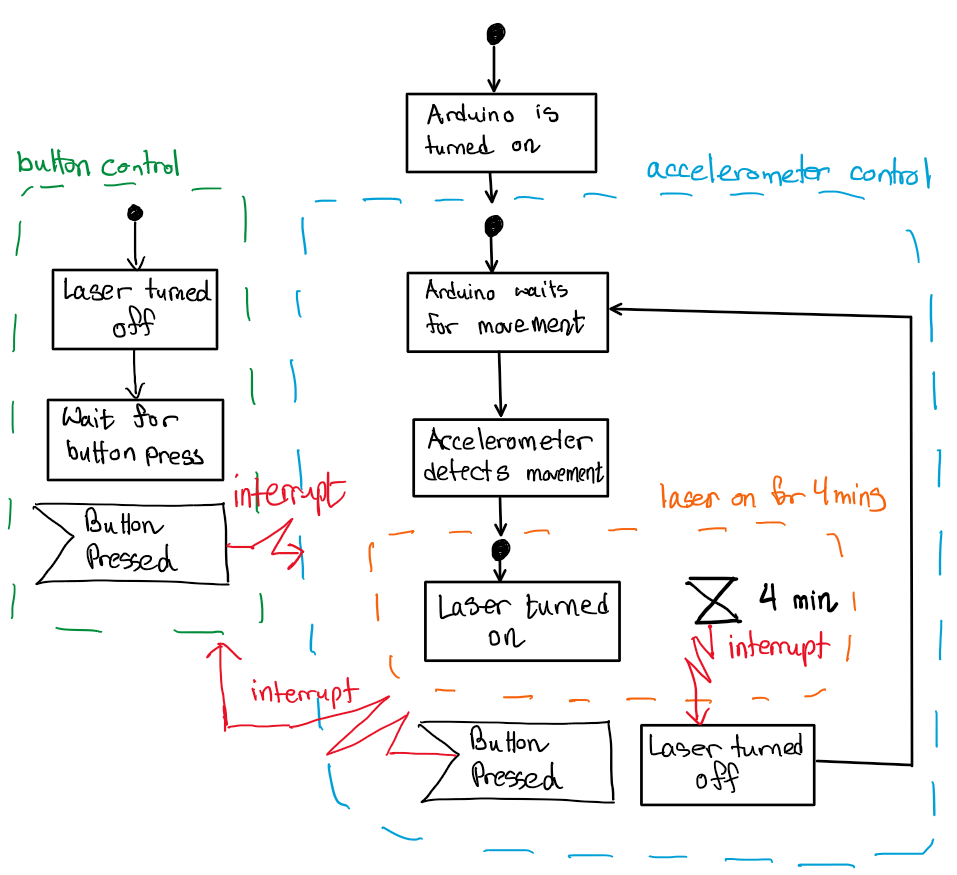 Arduino is
turned on
button control
accelerometer control
Laser turned
off
Wait for
button press
interrupt
Button
Pressed
Arduino waits
for movement
Accelerometer
detects movement
laser on for 4 mins
Laser turned
on
4 min
interrupt
interrupt
Button
Pressed
Laser turned
off